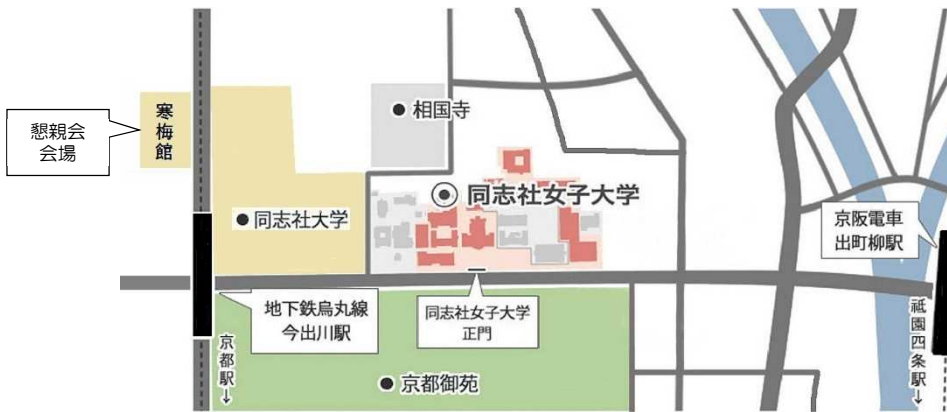 懇親会
会場
寒梅館
相国寺
同志社女子大学
同志社大学
京阪電車
出町柳駅
地下鉄烏丸線
今出川駅
同志社女子大学
正門
京都駅↓
祇園四条駅↓
京都御苑